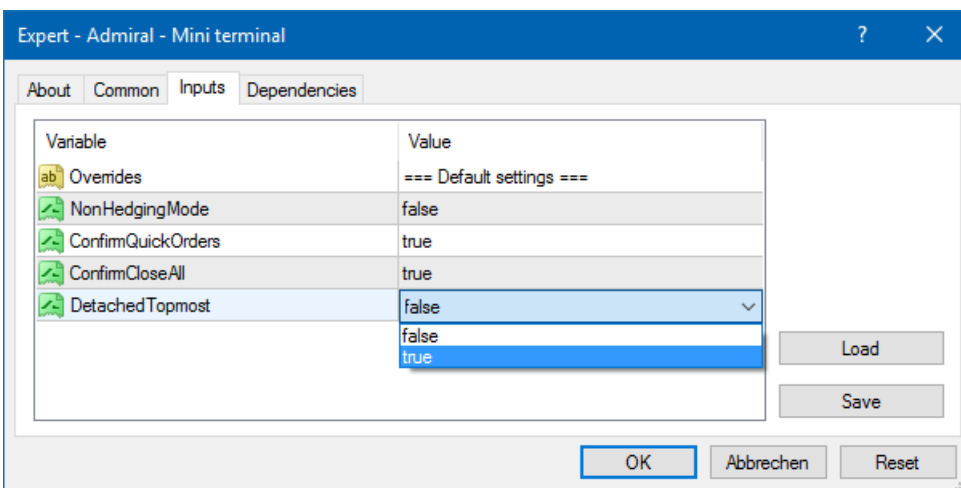 Expert - Admiral - Mini terminal ? ×
About Common Inputs Dependencies
Variable Value
ab Overrides === Default settings ===
NonHedgingMode false
ConfirmQuickOrders true
ConfirmCloseAll true
DetachedTopmost false
false
true
Load
Save
OK Abbrechen Reset